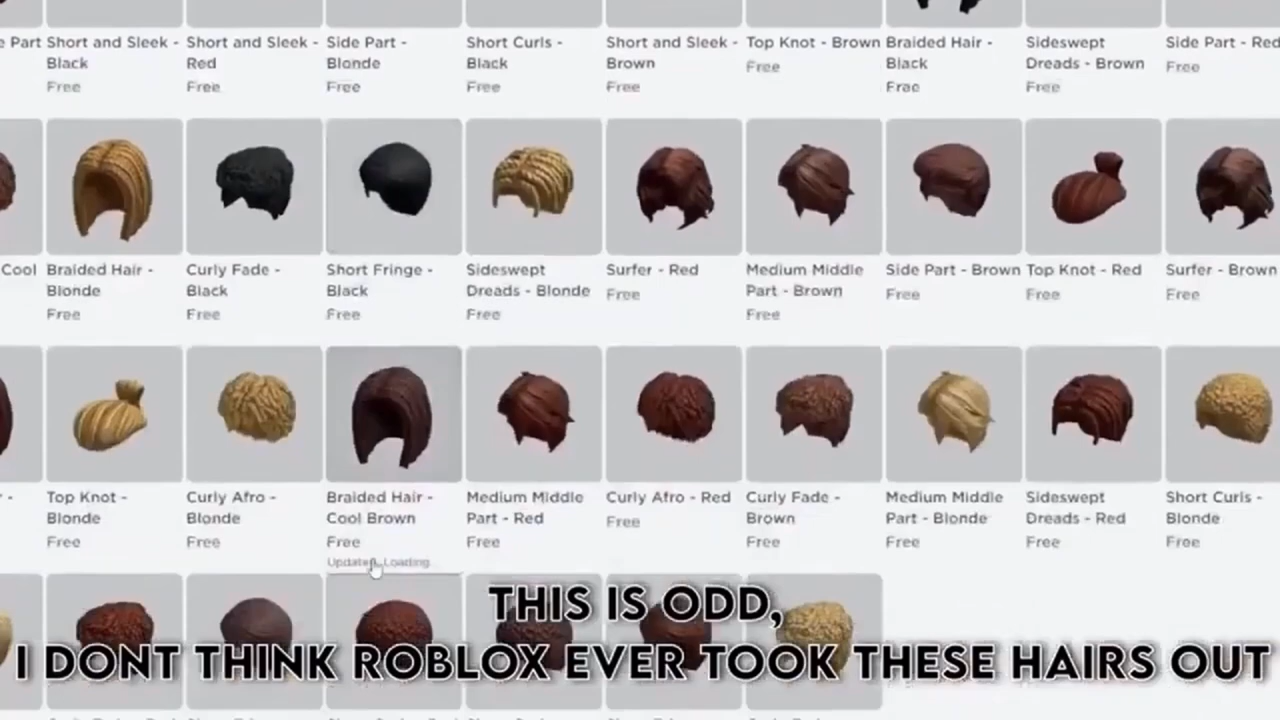 e Part Short and Sleek - Short and Sleek - Side Part - Short Curls - Short and Sleek - Top Knot - Brown Braided Hair - Sideswept Side Part - Red
Black Red Blonde Black Brown Free Black Dreads - Brown Free
Free Free Free Free Free Free Free
Cool Braided Hair - Curly Fade - Short Fringe - Sideswept Surfer - Red Medium Middle Side Part - Brown Top Knot - Red Surfer - Brown
Blonde Black Black Dreads - Blonde Free Part - Brown Free Free Free
Free Free Free Free Free
- Top Knot - Curly Afro - Braided Hair - Medium Middle Curly Afro - Red Curly Fade - Medium Middle Sideswept Short Curls -
Blonde Blonde Cool Brown Part - Red Free Brown Part - Blonde Dreads - Red Blonde
Free Free Free Free Free Free Free Free
Loading
THIS IS ODD,
I DONT THINK ROBLOX EVER TOOK THESE HAIRS OUT